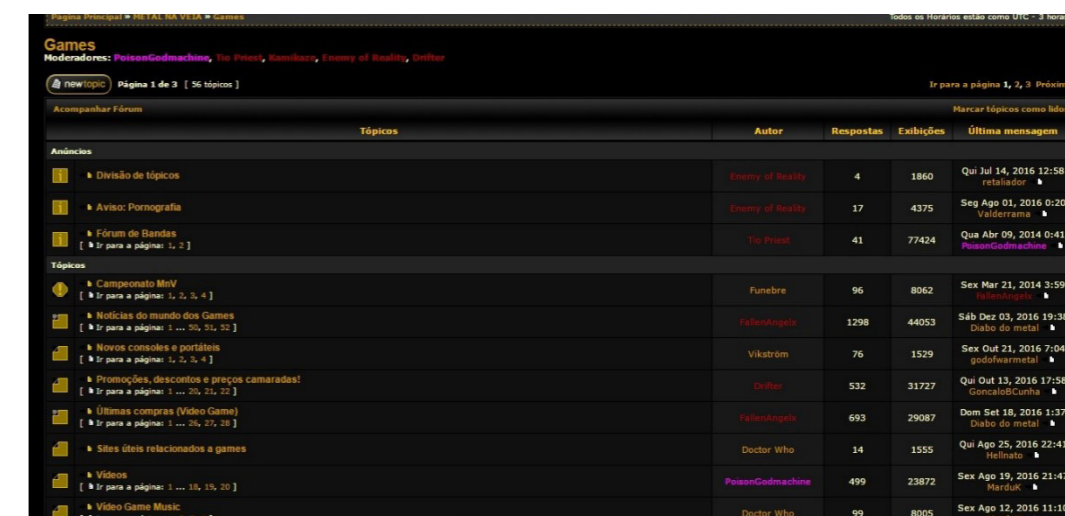 Página Principal » METAL NA VEIA » Games
Todos os Horários estão como UTC - 3 horas
Games
Moderadores: PoisonGodmachine, Tio Priest, Kamikaze, Enemy of Reality, Drifter
newtopic Página 1 de 3 [ 56 tópicos ]
Ir para a página 1, 2, 3 Próxim
Acompanhar Fórum
Marcar tópicos como lido
Tópicos Autor Respostas Exibições Última mensagem
Anúncios
Divisão de tópicos Enemy of Reality 4 1860 Qui Jul 14, 2016 12:58
retaliador
Aviso: Pornografia Enemy of Reality 17 4375 Seg Ago 01, 2016 0:20
Valderrama
Fórum de Bandas Tio Priest 41 77424 Qua Abr 09, 2014 0:41
[ Ir para a página: 1, 2 ] PoisonGodmachine
Tópicos
Campeonato MnV Funebre 96 8062 Sex Mar 21, 2014 3:59
[ Ir para a página: 1, 2, 3, 4 ] FallenAngelx
Notícias do mundo dos Games FallenAngelx 1298 44053 Sáb Dez 03, 2016 19:38
[ Ir para a página: 1 ... 50, 51, 52 ] Diabo do metal
Novos consoles e portáteis Vikström 76 1529 Sex Out 21, 2016 7:04
[ Ir para a página: 1, 2, 3, 4 ] godofwarmetal
Promoções, descontos e preços camaradas! Drifter 532 31727 Qui Out 13, 2016 17:58
[ Ir para a página: 1 ... 20, 21, 22 ] GoncaloBCunha
Últimas compras (Video Game) FallenAngelx 693 29087 Dom Set 18, 2016 1:37
[ Ir para a página: 1 ... 26, 27, 28 ] Diabo do metal
Sites úteis relacionados a games Doctor Who 14 1555 Qui Ago 25, 2016 22:41
Hellnato
Vídeos PoisonGodmachine 499 23872 Sex Ago 19, 2016 21:47
[ Ir para a página: 1 ... 18, 19, 20 ] MarduK
Video Game Music Doctor Who 99 8005 Sex Ago 12, 2016 11:10